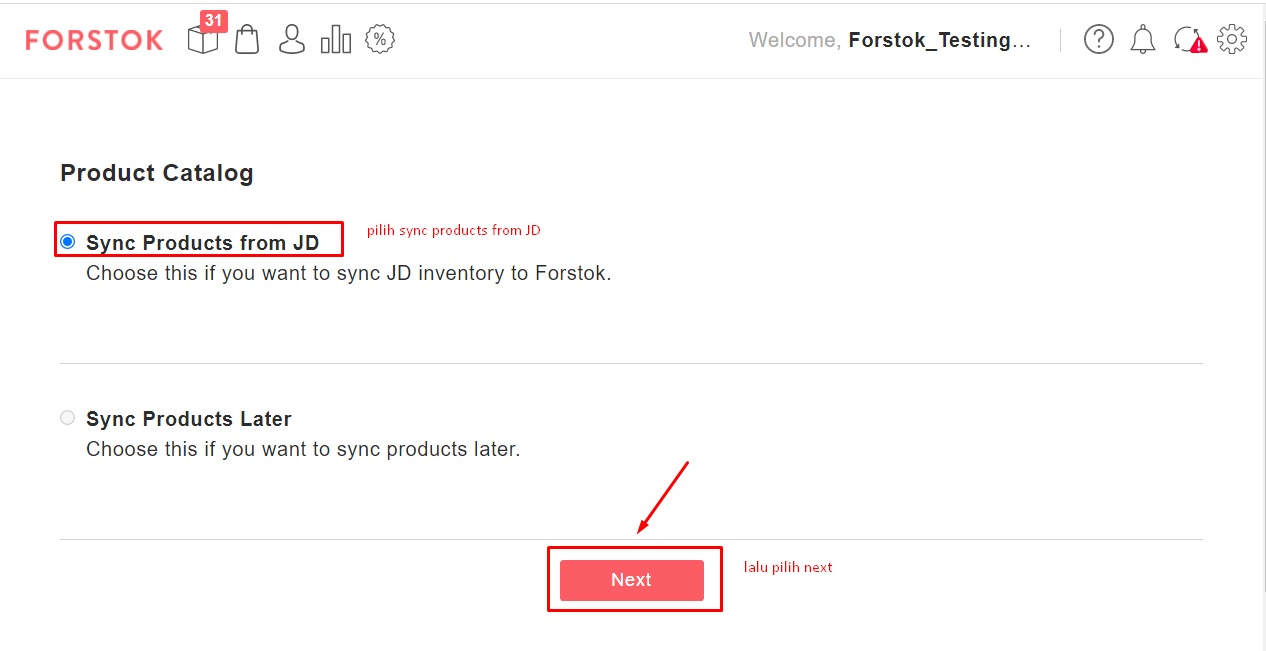 FORSTOK
31
%
Welcome, Forstok_Testing...
Product Catalog
Sync Products from JD
pilih sync products from JD
Choose this if you want to sync JD inventory to Forstok.
Sync Products Later
Choose this if you want to sync products later.
Next
lalu pilih next